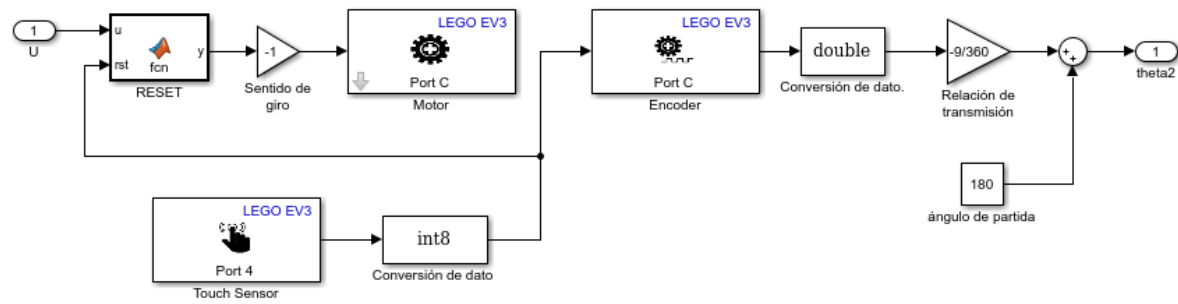 1
U
u
rst
y
fcn
RESET
-1
Sentido de
giro
LEGO EV3
Port C
Motor
LEGO EV3
Port C
Encoder
double
Conversión de dato.
-9/360
Relación de
transmisión
+
+
1
theta2
180
ángulo de partida
LEGO EV3
Port 4
Touch Sensor
int8
Conversión de dato